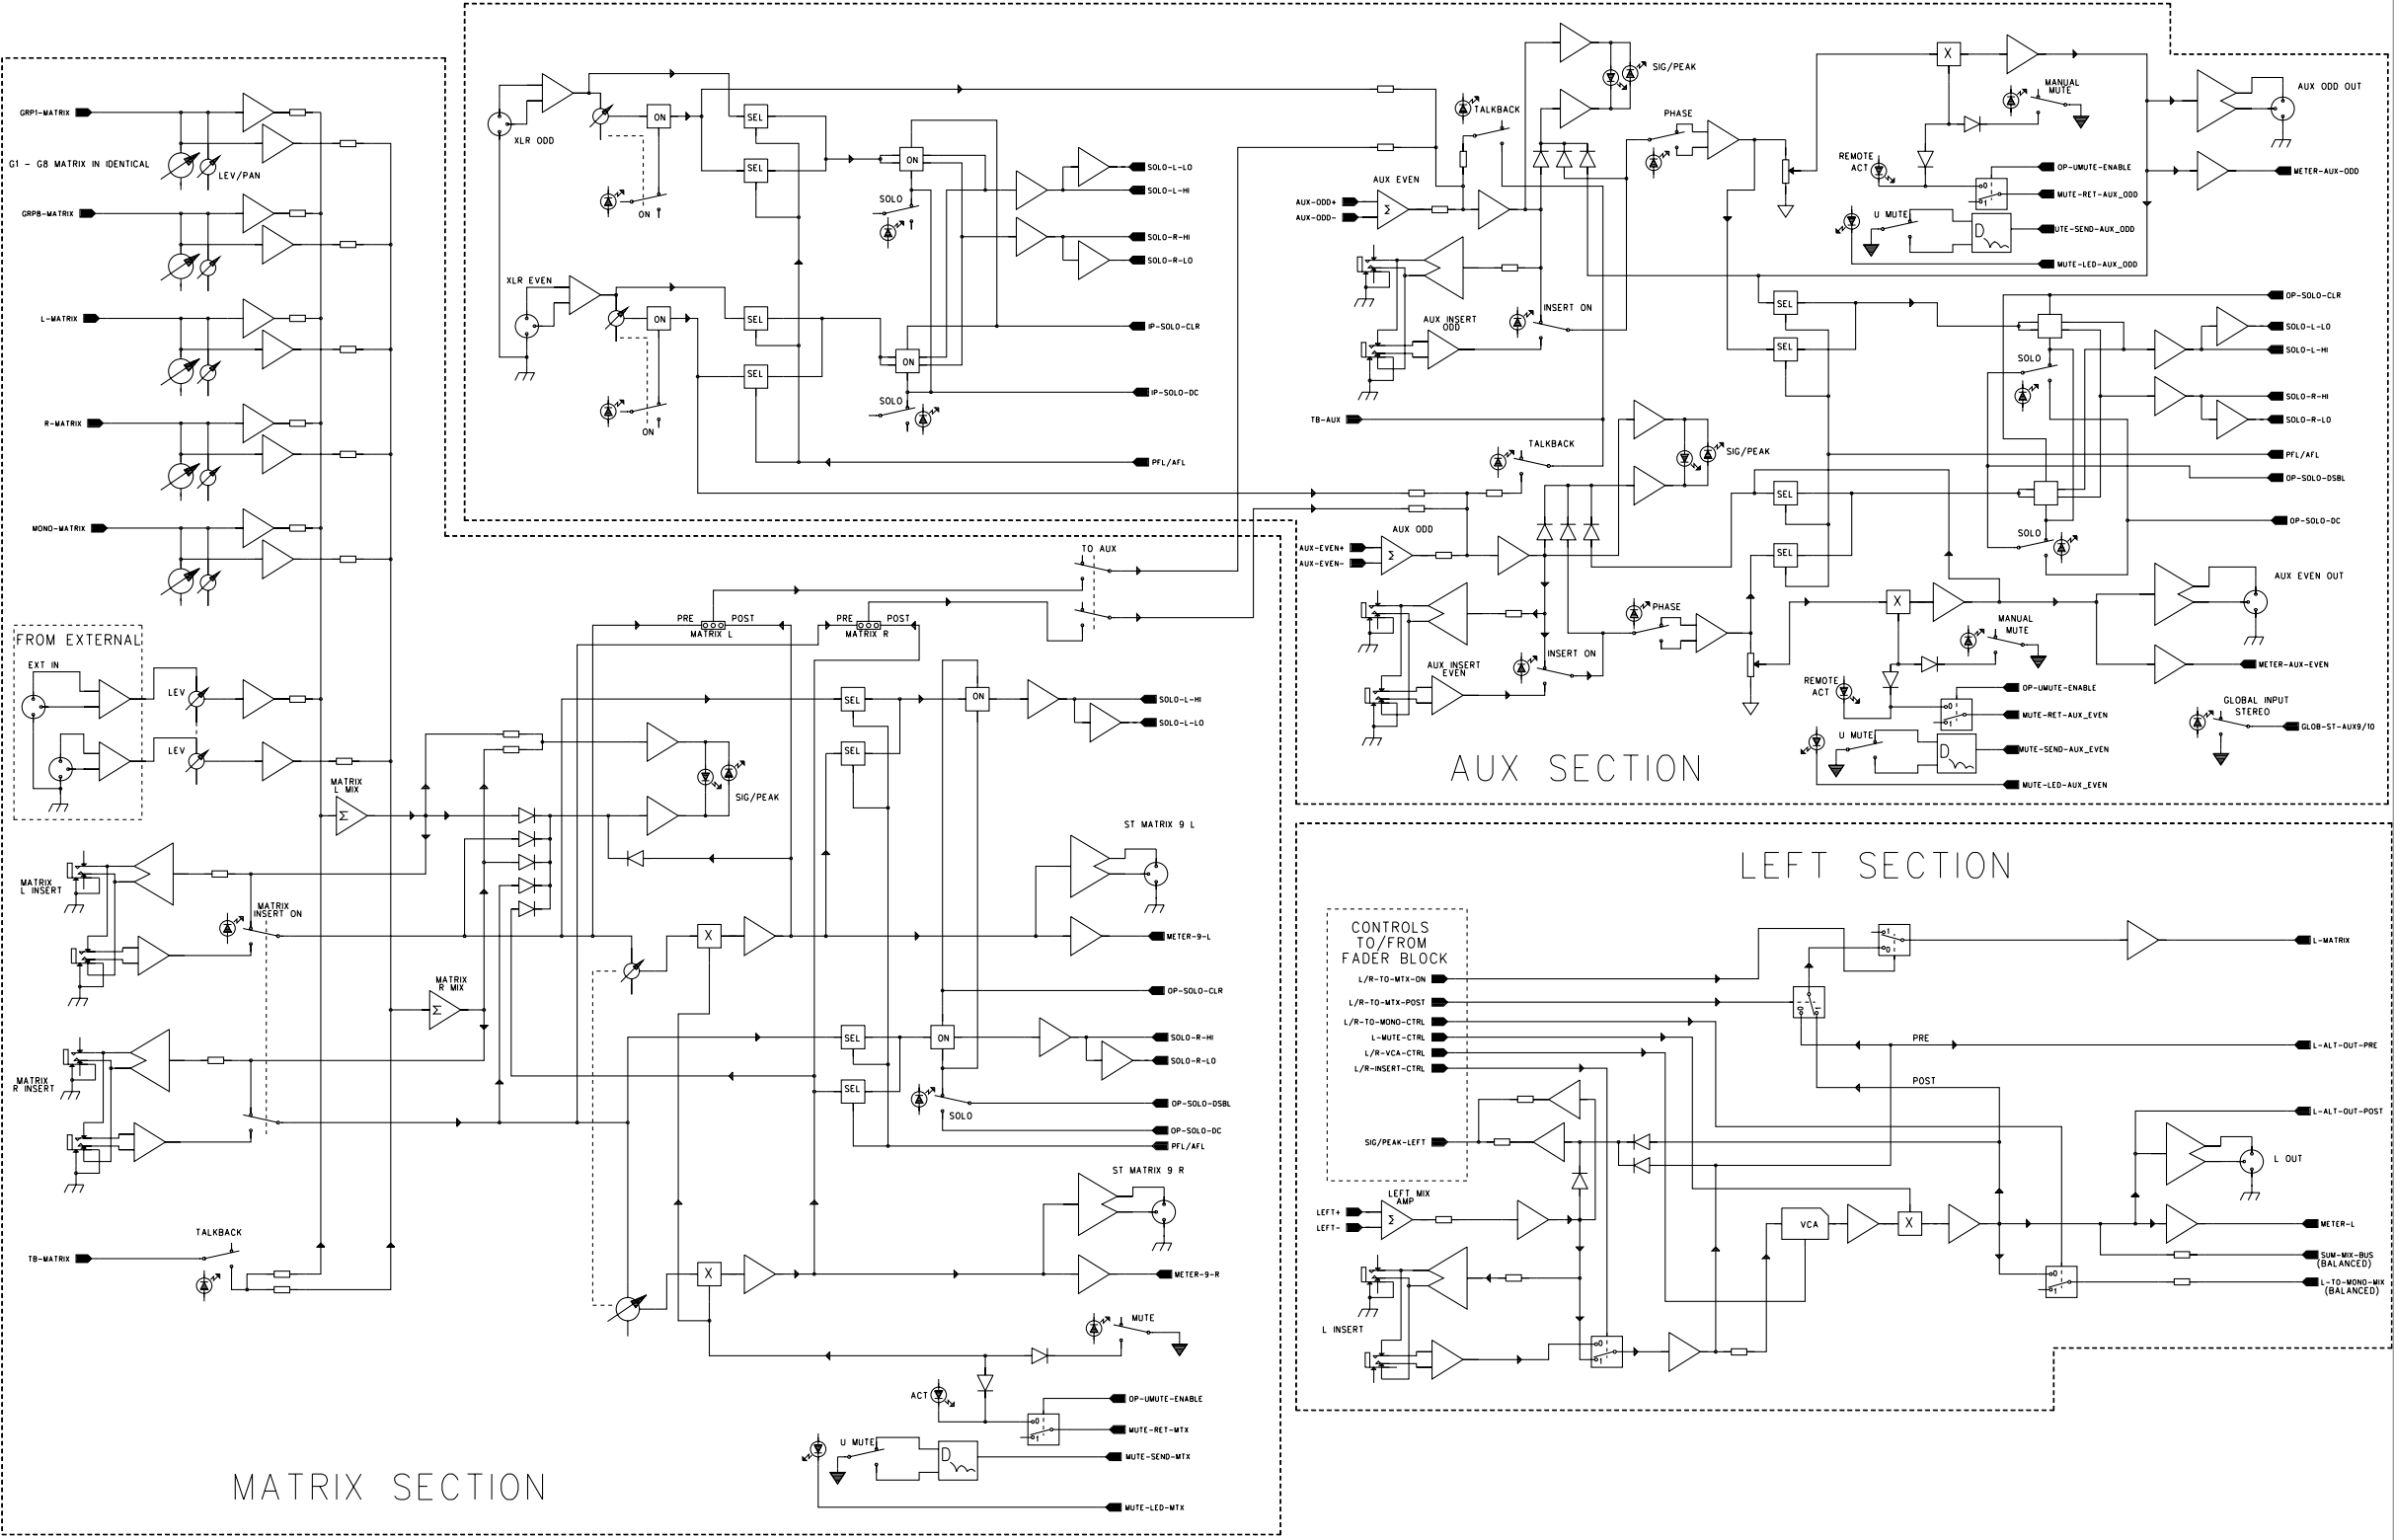 GRP1-MATRIX
G1 - G8 MATRIX IN IDENTICAL
LEV/PAN
GRP8-MATRIX
L-MATRIX
R-MATRIX
MONO-MATRIX
FROM EXTERNAL
EXT IN
LEV
LEV
MATRIX
L MIX
Σ
MATRIX
L INSERT
MATRIX
INSERT ON
MATRIX
R MIX
Σ
MATRIX
R INSERT
TALKBACK
TB-MATRIX
MATRIX SECTION
TO AUX
PRE
POST
MATRIX L
PRE
POST
MATRIX R
SEL
ON
SOLO-L-HI
SOLO-L-LO
SEL
SIG/PEAK
ST MATRIX 9 L
X
METER-9-L
OP-SOLO-CLR
SEL
ON
SOLO-R-HI
SOLO-R-LO
SEL
SOLO
OP-SOLO-DSBL
OP-SOLO-DC
PFL/AFL
ST MATRIX 9 R
X
METER-9-R
MUTE
ACT
OP-UMUTE-ENABLE
0
1
MUTE-RET-MTX
U MUTE
D
MUTE-SEND-MTX
MUTE-LED-MTX
XLR ODD
ON
SEL
SEL
ON
ON
SOLO
SOLO-L-LO
SOLO-L-HI
SOLO-R-HI
SOLO-R-LO
XLR EVEN
ON
SEL
SEL
ON
ON
SOLO
IP-SOLO-CLR
IP-SOLO-DC
PFL/AFL
SIG/PEAK
TALKBACK
AUX EVEN
AUX-ODD+
AUX-ODD-
Σ
PHASE
X
MANUAL
MUTE
AUX ODD OUT
REMOTE
ACT
OP-UMUTE-ENABLE
METER-AUX-ODD
0
1
MUTE-RET-AUX_ODD
U MUTE
D
UTE-SEND-AUX_ODD
MUTE-LED-AUX_ODD
INSERT ON
AUX INSERT
ODD
SEL
SEL
OP-SOLO-CLR
SOLO-L-LO
SOLO-L-HI
SOLO
SOLO-R-HI
SOLO-R-LO
TB-AUX
TALKBACK
SIG/PEAK
PFL/AFL
OP-SOLO-DSBL
SEL
SEL
SOLO
OP-SOLO-DC
AUX ODD
AUX-EVEN+
AUX-EVEN-
Σ
PHASE
X
MANUAL
MUTE
AUX EVEN OUT
INSERT ON
AUX INSERT
EVEN
REMOTE
ACT
METER-AUX-EVEN
OP-UMUTE-ENABLE
0
1
MUTE-RET-AUX_EVEN
U MUTE
D
MUTE-SEND-AUX_EVEN
MUTE-LED-AUX_EVEN
GLOBAL INPUT
STEREO
GLOB-ST-AUX9/10
AUX SECTION
LEFT SECTION
CONTROLS
TO/FROM
FADER BLOCK
L/R-TO-MTX-ON
L/R-TO-MTX-POST
L/R-TO-MONO-CTRL
L-MUTE-CTRL
L/R-VCA-CTRL
L/R-INSERT-CTRL
SIG/PEAK-LEFT
1
0
L-MATRIX
0
1
PRE
L-ALT-OUT-PRE
POST
L-ALT-OUT-POST
L OUT
LEFT MIX
AMP
LEFT+
LEFT-
Σ
VCA
X
METER-L
SUM-MIX-BUS
(BALANCED)
0
1
L-TO-MONO-MIX
(BALANCED)
L INSERT
0
1